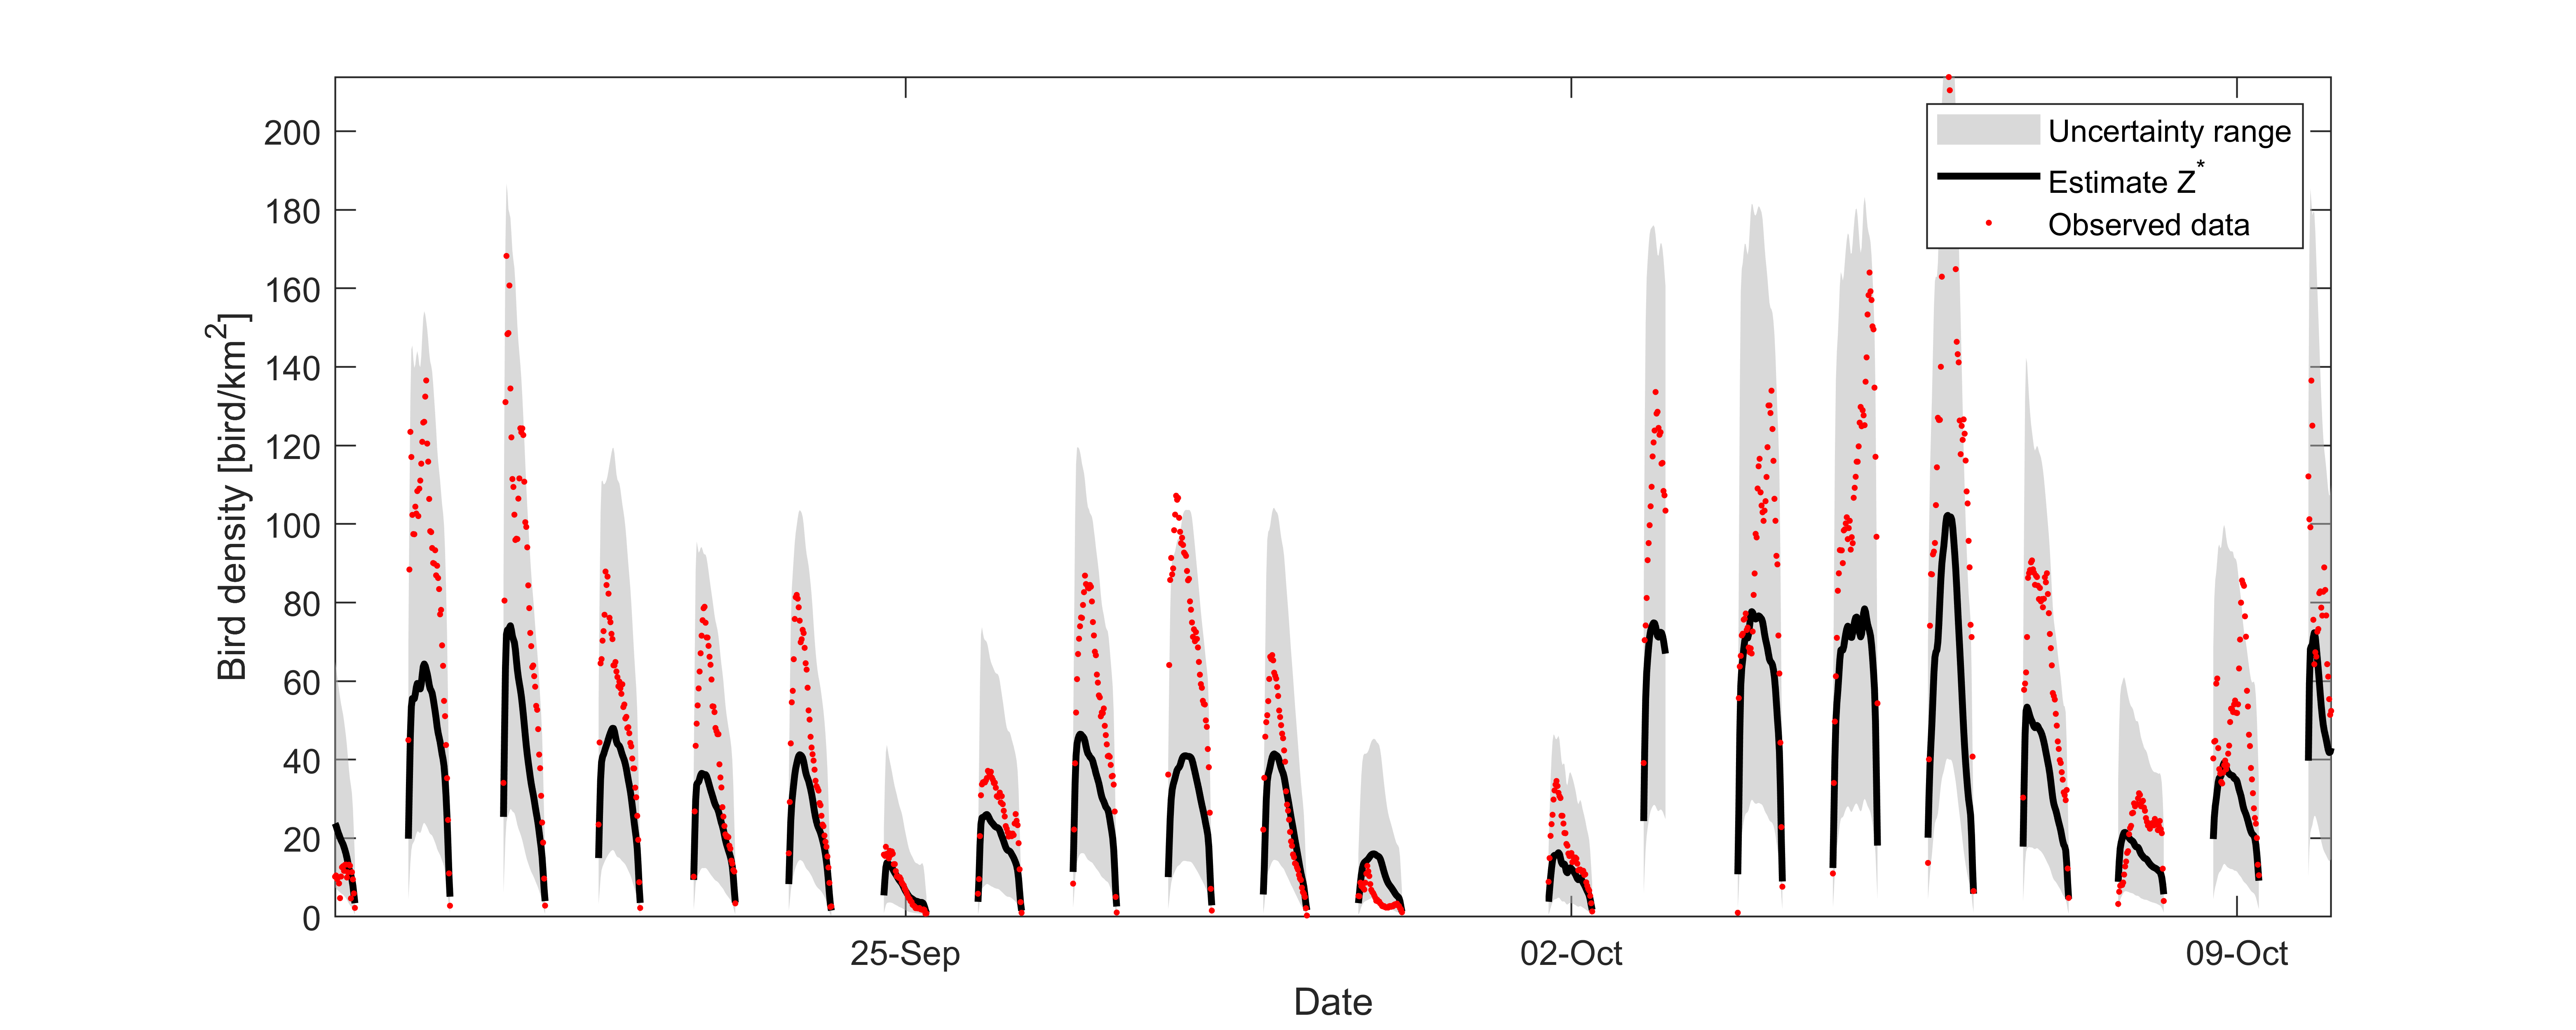 200
180
160
140
120
100
80
60
40
20
0
Bird density [bird/km²]
25-Sep
02-Oct
09-Oct
Date
Uncertainty range
Estimate Z*
Observed data